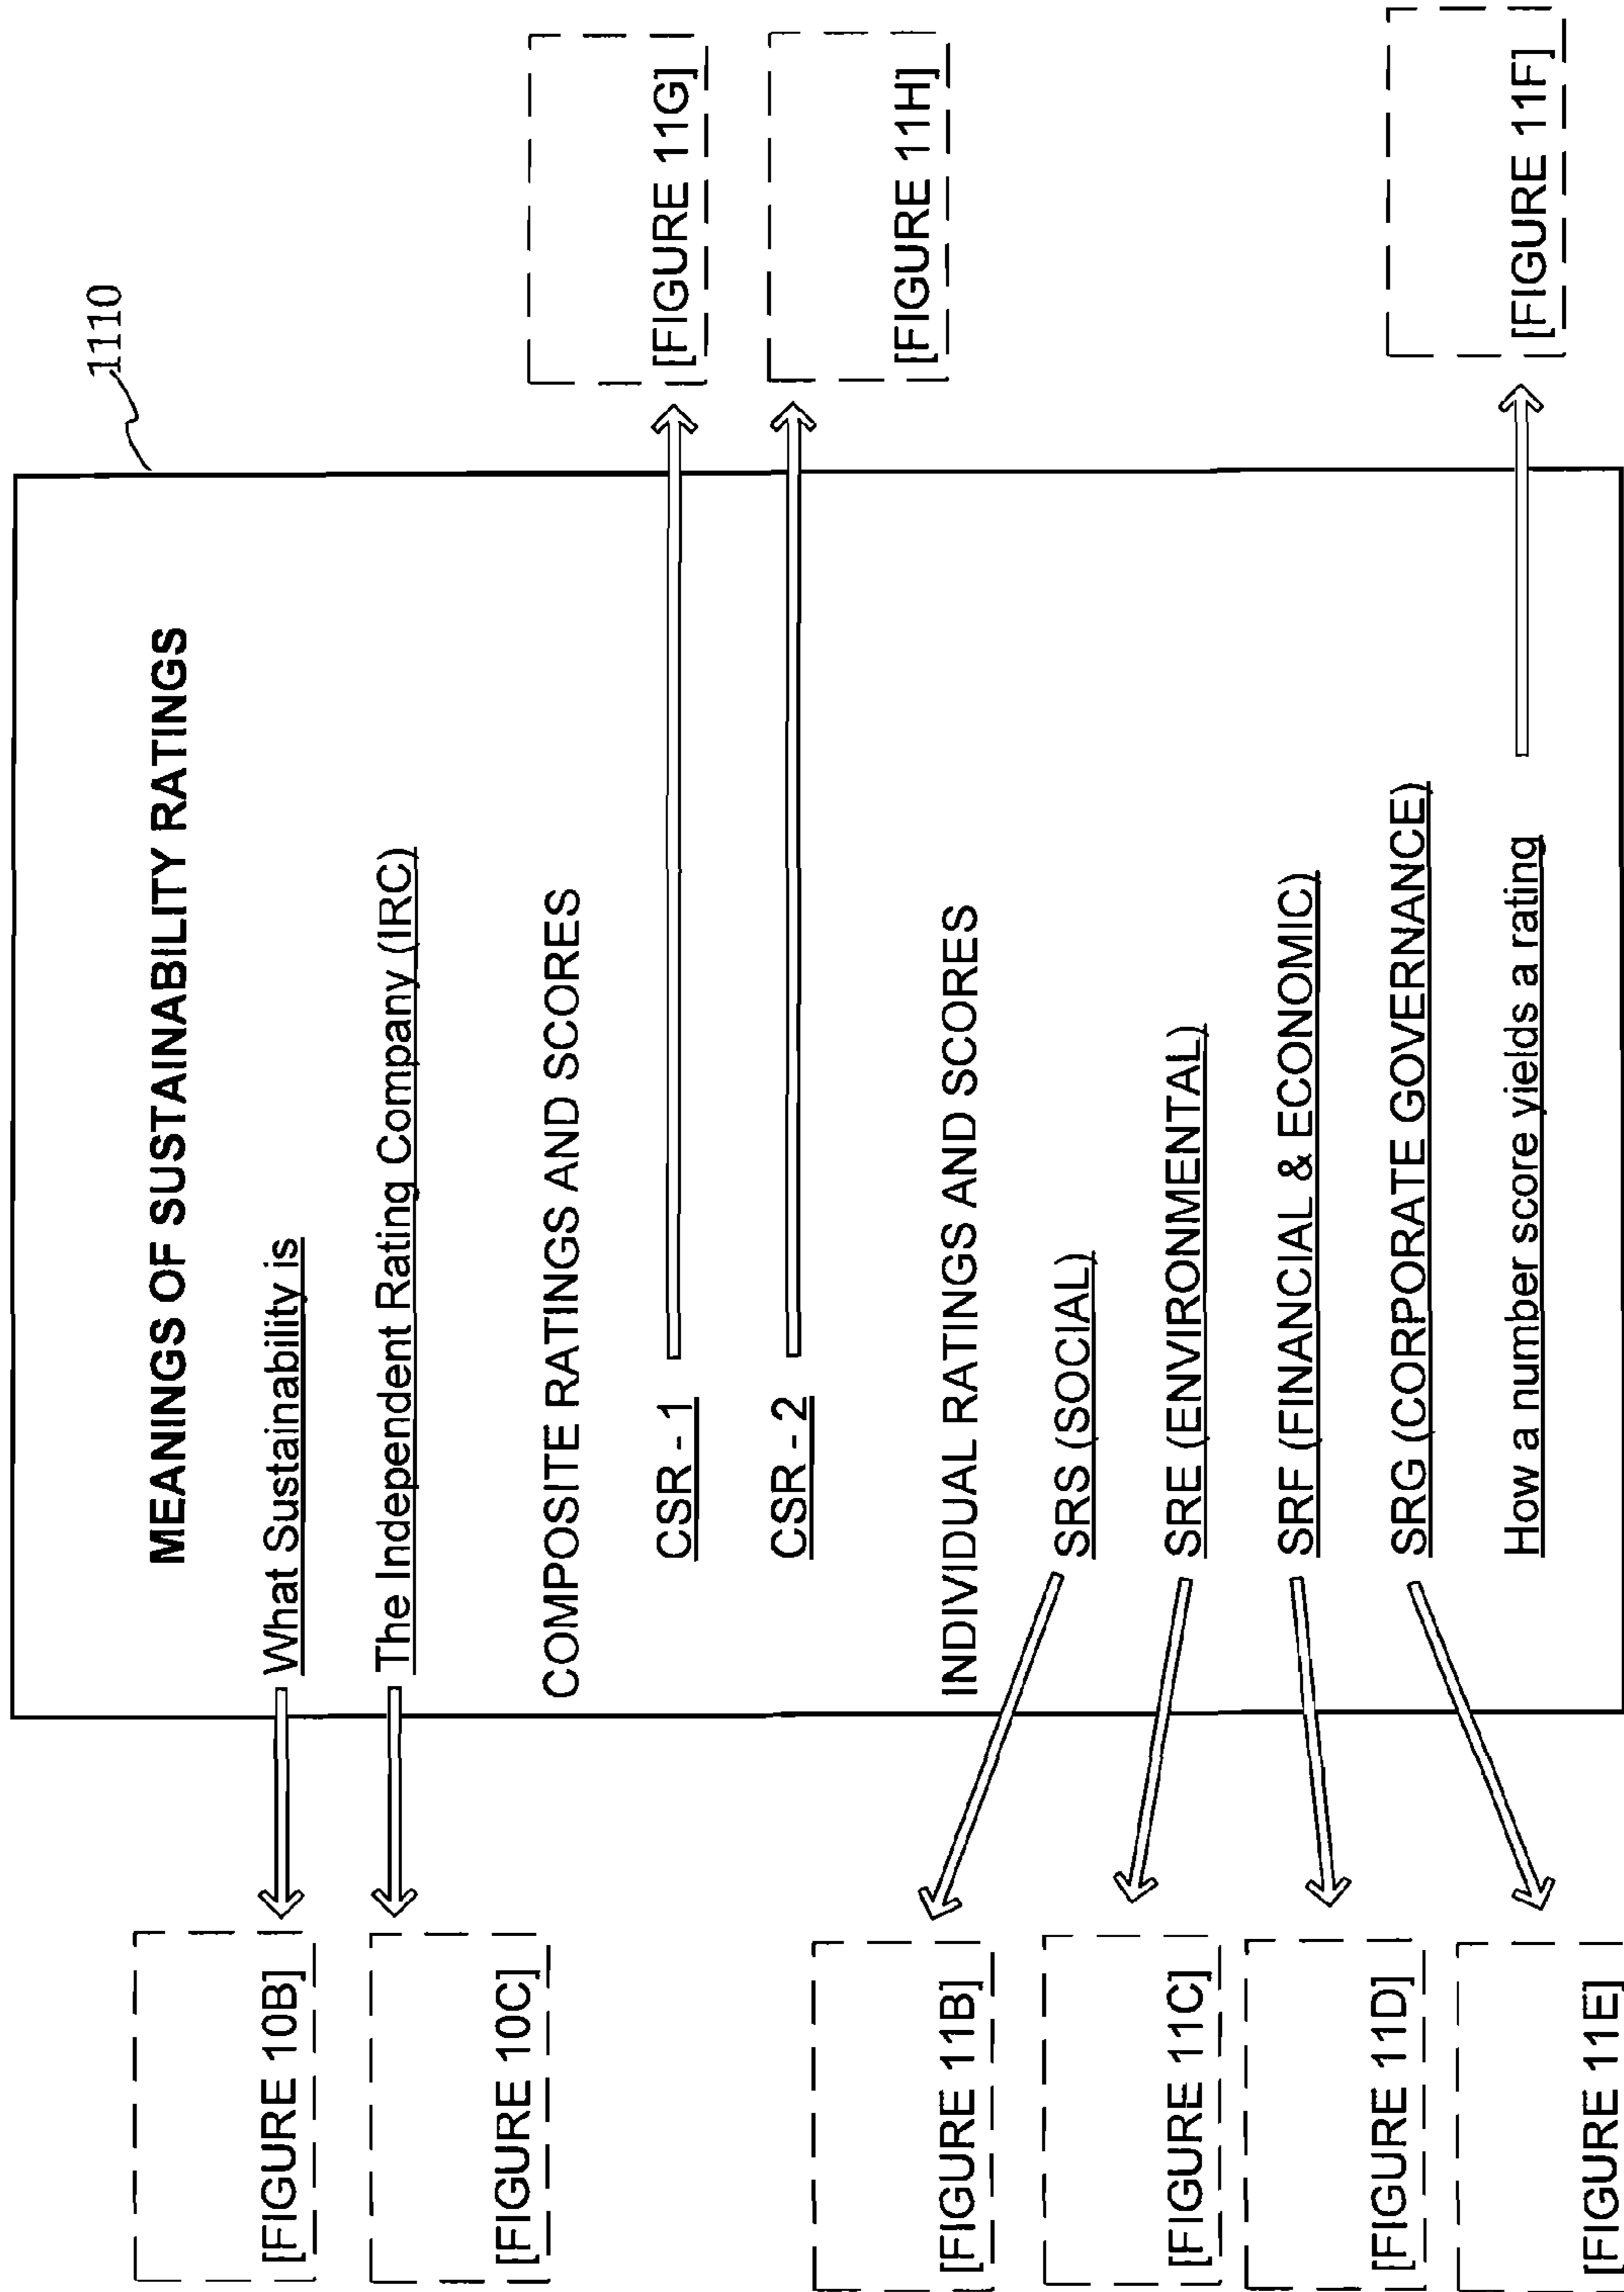 1110
MEANINGS OF SUSTAINABILITY RATINGS
What Sustainability is
[FIGURE 10B]
The Independent Rating Company (IRC)
[FIGURE 10C]
COMPOSITE RATINGS AND SCORES
CSR - 1
[FIGURE 11G]
CSR - 2
[FIGURE 11H]
INDIVIDUAL RATINGS AND SCORES
SRS (SOCIAL)
[FIGURE 11B]
SRE (ENVIRONMENTAL)
[FIGURE 11C]
SRF (FINANCIAL & ECONOMIC)
[FIGURE 11D]
SRG (CORPORATE GOVERNANCE)
[FIGURE 11E]
How a number score yields a rating
[FIGURE 11F]